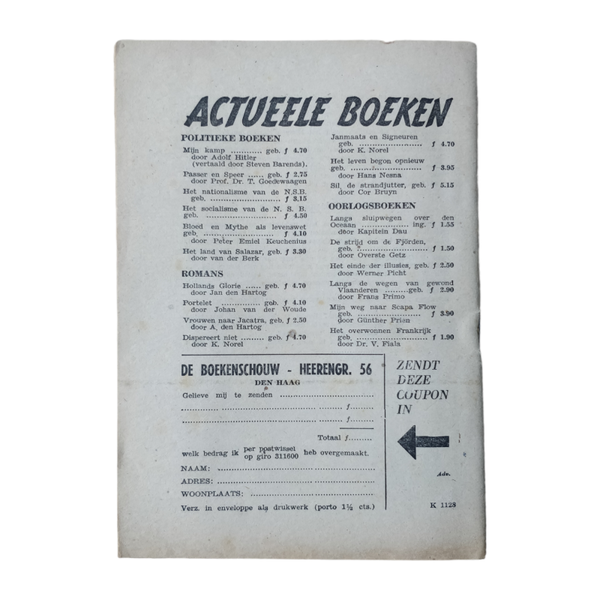 ACTUEELE BOEKEN
POLITIEKE BOEKEN
Mijn kamp ........... geb. f 4.70
door Adolf Hitler
(vertaald door Steven Barends).
Passer en Speer ..... geb. f 2.75
door Prof. Dr. T. Goedewaagen
Het nationalisme van de N.S.B.
geb. ..................... f 3.15
Het socialisme van de N. S. B.
........................... f 4.50
Bloed en Mythe als levenswet
geb. ..................... f 4.10
door Peter Emiel Keuchenius
Het land van Salazar, geb. f 3.30
door van der Berk
ROMANS
Hollands Glorie ..... geb. f 4.70
door Jan den Hartog
Portelet ............. geb. f 4.10
door Johan van der Woude
Vrouwen naar Jacatra, geb. f 2.50
door A. den Hartog
Dispereert niet ....... geb. f 4.70
door K. Norel
Janmaats en Signeuren
geb. ..................... f 4.70
door K. Norel
Het leven begon opnieuw
geb. ..................... f 3.95
door Hans Nesna
Sil, de strandjutter, geb. f 5.15
door Cor Bruyn
OORLOGSBOEKEN
Langs sluipwegen over den
Oceaan ............. ing. f 1.55
door Kapitein Dau
De strijd om de Fjörden,
geb. ..................... f 1.50
door Overste Getz
Het einde der illusies, geb. f 2.50
door Werner Picht
Langs de wegen van gewond
Vlaanderen ........ geb. f 2.90
door Frans Primo
Mijn weg naar Scapa Flow
geb. ..................... f 3.90
door Günther Prien
Het overwonnen Frankrijk
geb. ..................... f 1.90
door Dr. V. Fiala
DE BOEKENSCHOUW - HEERENGR. 56
DEN HAAG
Gelieve mij te zenden ........................
........................... f.........
........................... f.........
Totaal f.........
welk bedrag ik per postwissel heb overgemaakt.
op giro 311600
NAAM: ........................................
ADRES: ........................................
WOONPLAATS: ........................................
Verz. in enveloppe als drukwerk (porto 1½ cts.)
ZENDT
DEZE
COUPON
IN
Adv.
K 1128